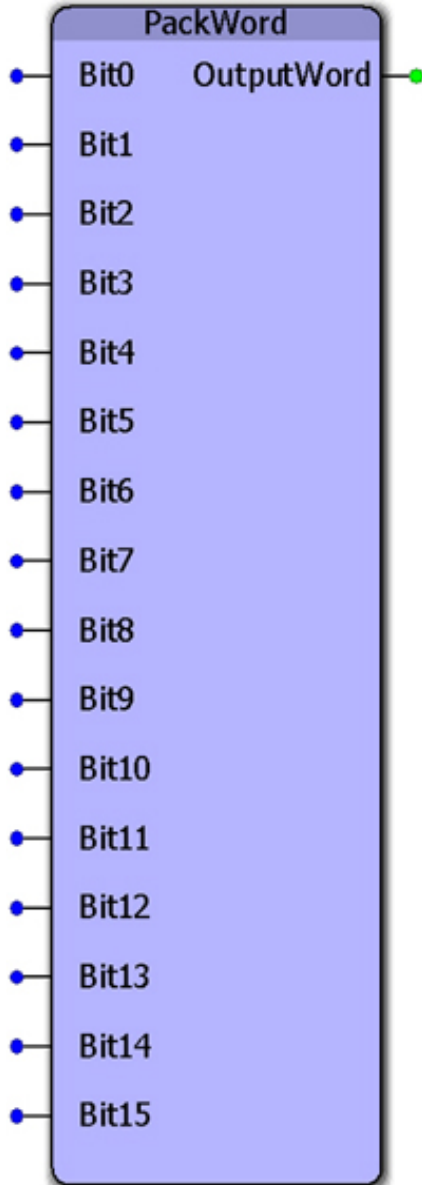 PackWord
Bit0 OutputWord
Bit1
Bit2
Bit3
Bit4
Bit5
Bit6
Bit7
Bit8
Bit9
Bit10
Bit11
Bit12
Bit13
Bit14
Bit15